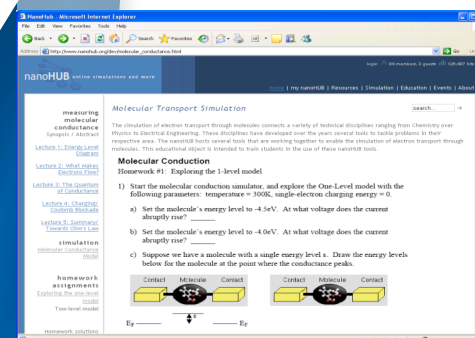 NanoHub - Microsoft Internet Explorer
File Edit View Favorites Tools Help
Back Search Favorites
Address http://www.nanohub.org/dev/molecular_conductance.html Go
login
nanoHUB online simulations and more
home | my nanoHUB | Resources | Simulation | Education | Events | About
measuring
molecular
conductance
Synopsis / Abstract
Lecture 1: Energy Level
Diagram
Lecture 2: What Makes
Electrons Flow?
Lecture 3: The Quantum
of Conductance
Lecture 4: Charging/
Coulomb Blockade
Lecture 5: Summary/
Towards Ohm's Law
simulation
Molecular Conductance
Model
homework
assignments
Exploring the one-level
model
Tow-level model
Homework solutions
Molecular Transport Simulation
search...
The simulation of electron transport through molecules connects a variety of technical disciplines ranging from Chemistry over
Physics to Electrical Engineering. These disciplines have developed over the years several tools to tackle problems in their
respective area. The nanoHUB hosts several tools that are working together to enable the simulation of electron transport through
molecules. This educational object is intended to train students in the use of these nanoHUB tools.
Molecular Conduction
Homework #1: Exploring the 1-level model
1) Start the molecular conduction simulator, and explore the One-Level model with the
following parameters: temperature = 300K, single-electron charging energy = 0.
a) Set the molecule's energy level to -4.5eV. At what voltage does the current
abruptly rise? ______
b) Set the molecule's energy level to -4.0eV. At what voltage does the current
abruptly rise? ______
c) Suppose we have a molecule with a single energy level ε. Draw the energy levels
below for the molecule at the point where the conductance peaks.
Contact Molecule Contact Contact Molecule Contact
EF EF